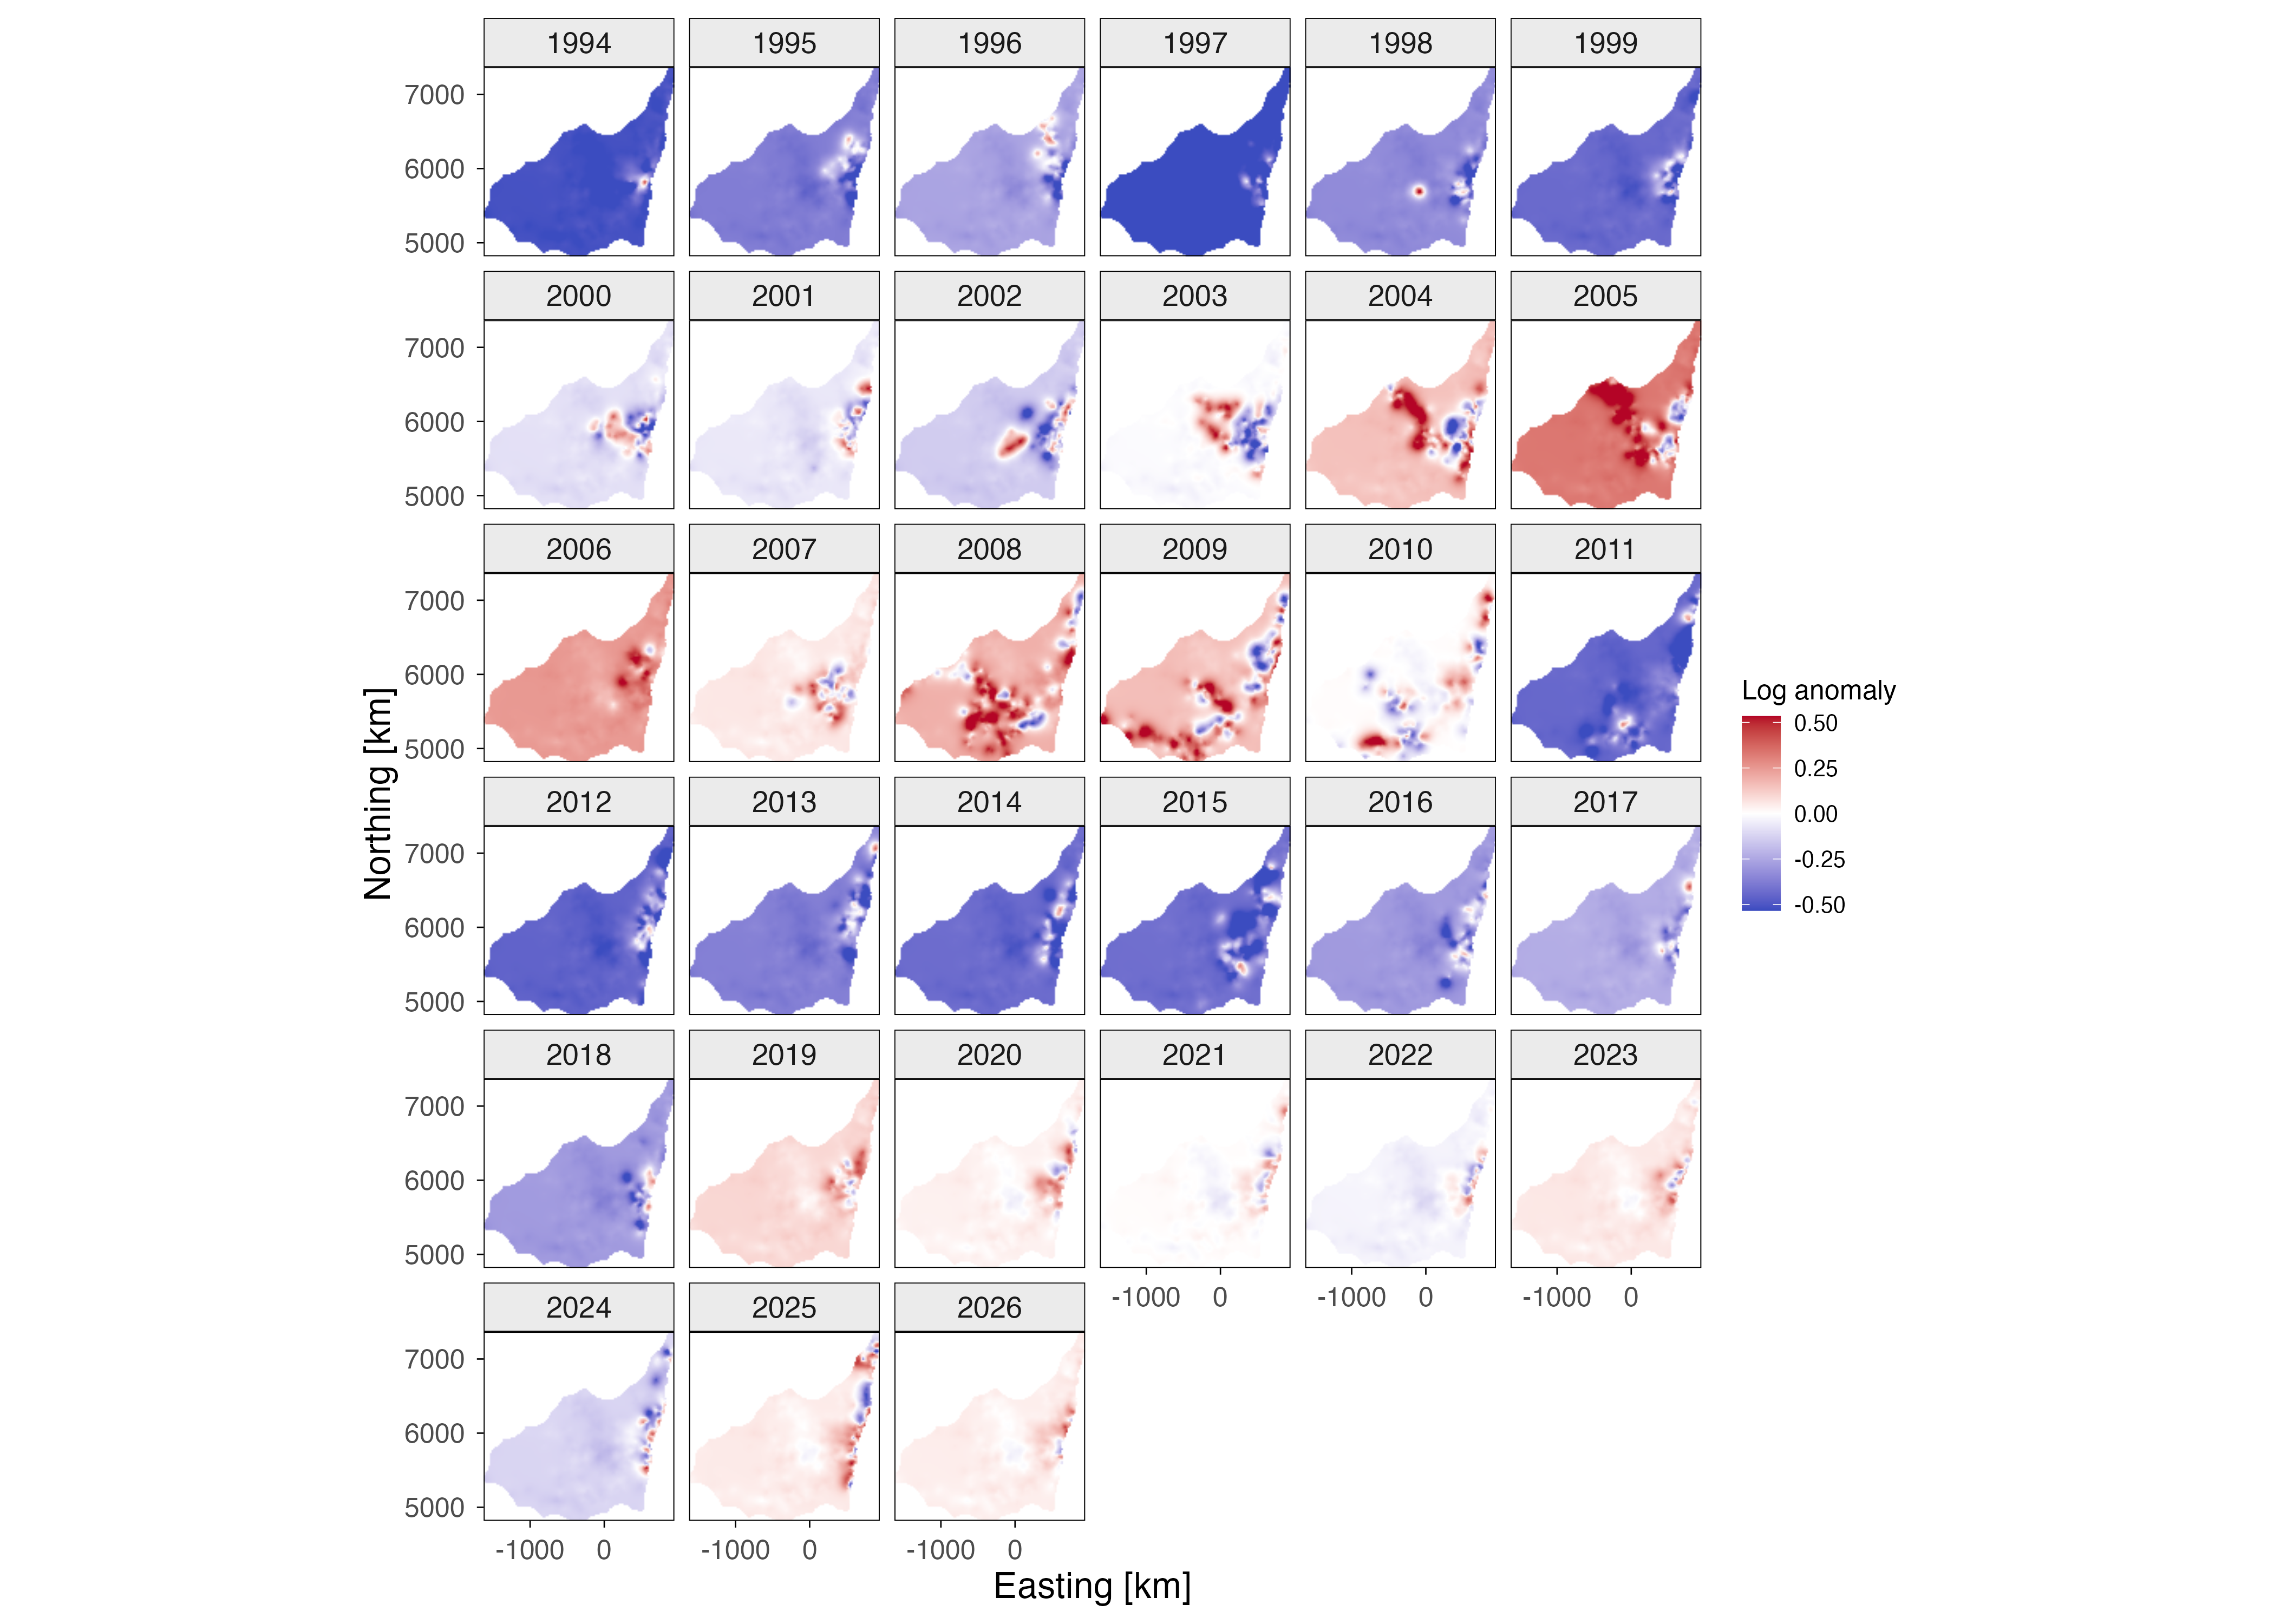 1994 1995 1996 1997 1998 1999
7000
6000
5000
2000 2001 2002 2003 2004 2005
7000
6000
5000
2006 2007 2008 2009 2010 2011
7000
6000
5000
2012 2013 2014 2015 2016 2017
7000
6000
5000
2018 2019 2020 2021 2022 2023
7000
6000
5000
-1000 0 -1000 0 -1000 0
2024 2025 2026
7000
6000
5000
-1000 0 -1000 0 -1000 0
Easting [km]
Northing [km]
Log anomaly
0.50
0.25
0.00
-0.25
-0.50